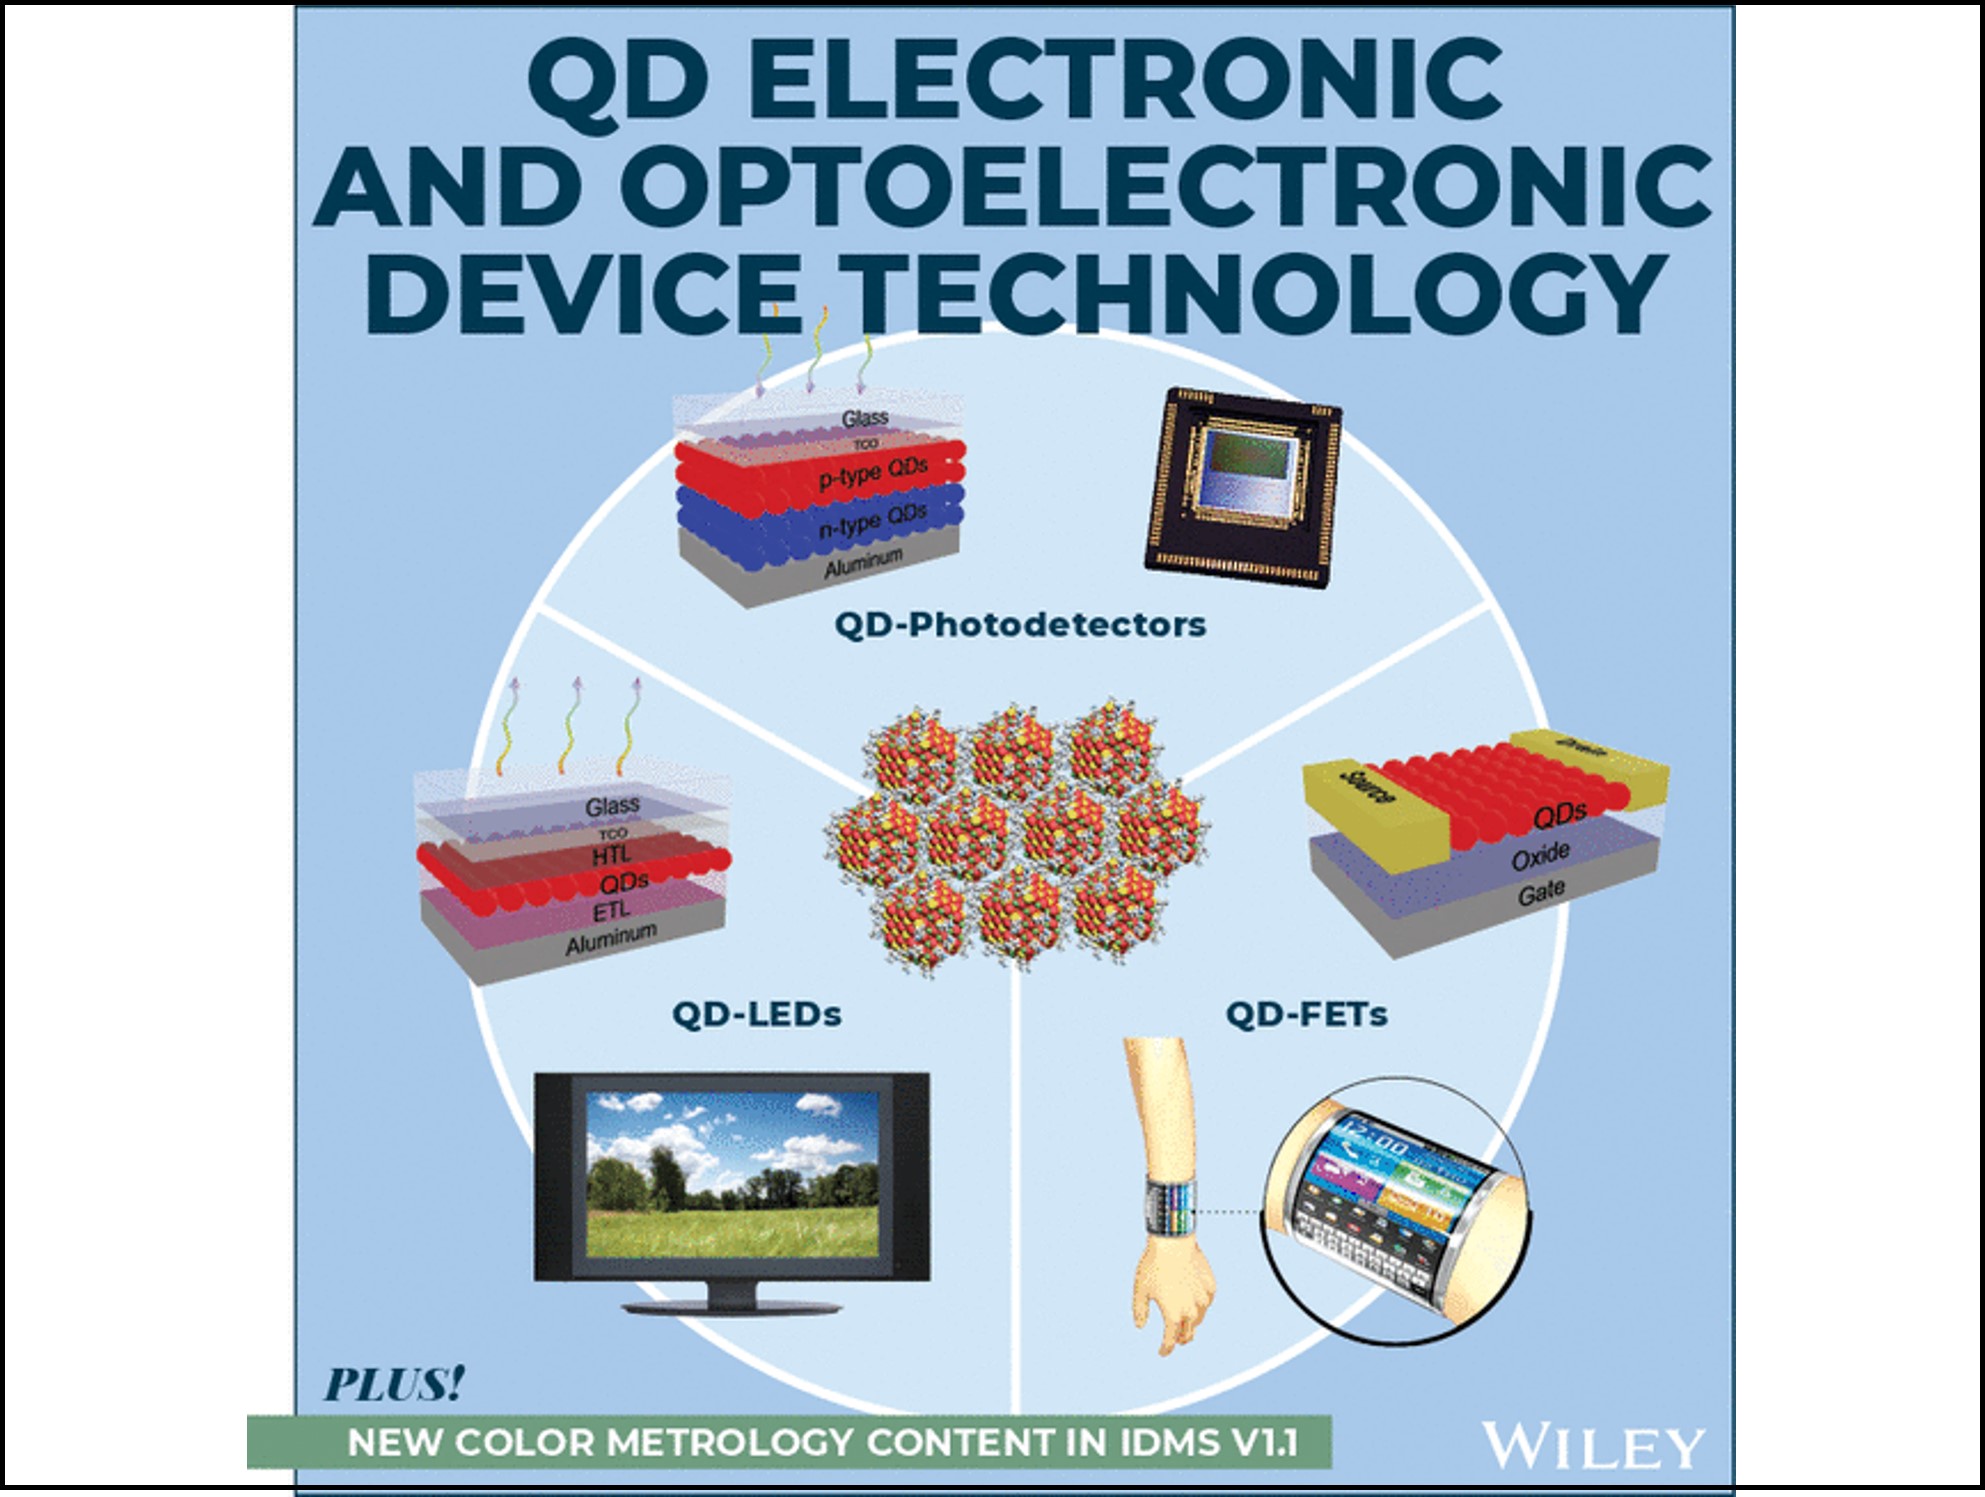 QD ELECTRONIC
AND OPTOELECTRONIC
DEVICE TECHNOLOGY
Glass
TCO
p-type QDs
n-type QDs
Aluminum
QD-Photodetectors
Glass
TCO
HTL
QDs
ETL
Aluminum
Source
Drain
QDs
Oxide
Gate
QD-LEDs
QD-FETs
12:00
PLUS!
NEW COLOR METROLOGY CONTENT IN IDMS V1.1
WILEY